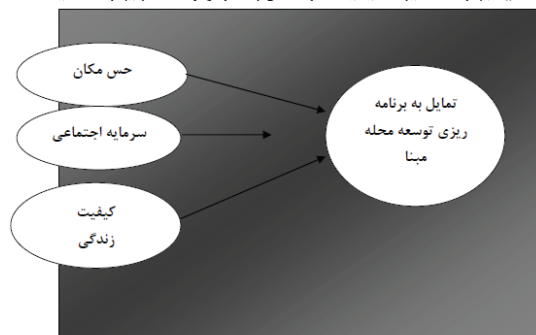 حس مکان
سرمایه اجتماعی
کیفیت
زندگی
تمایل به برنامه
ریزی توسعه محله
مبنا